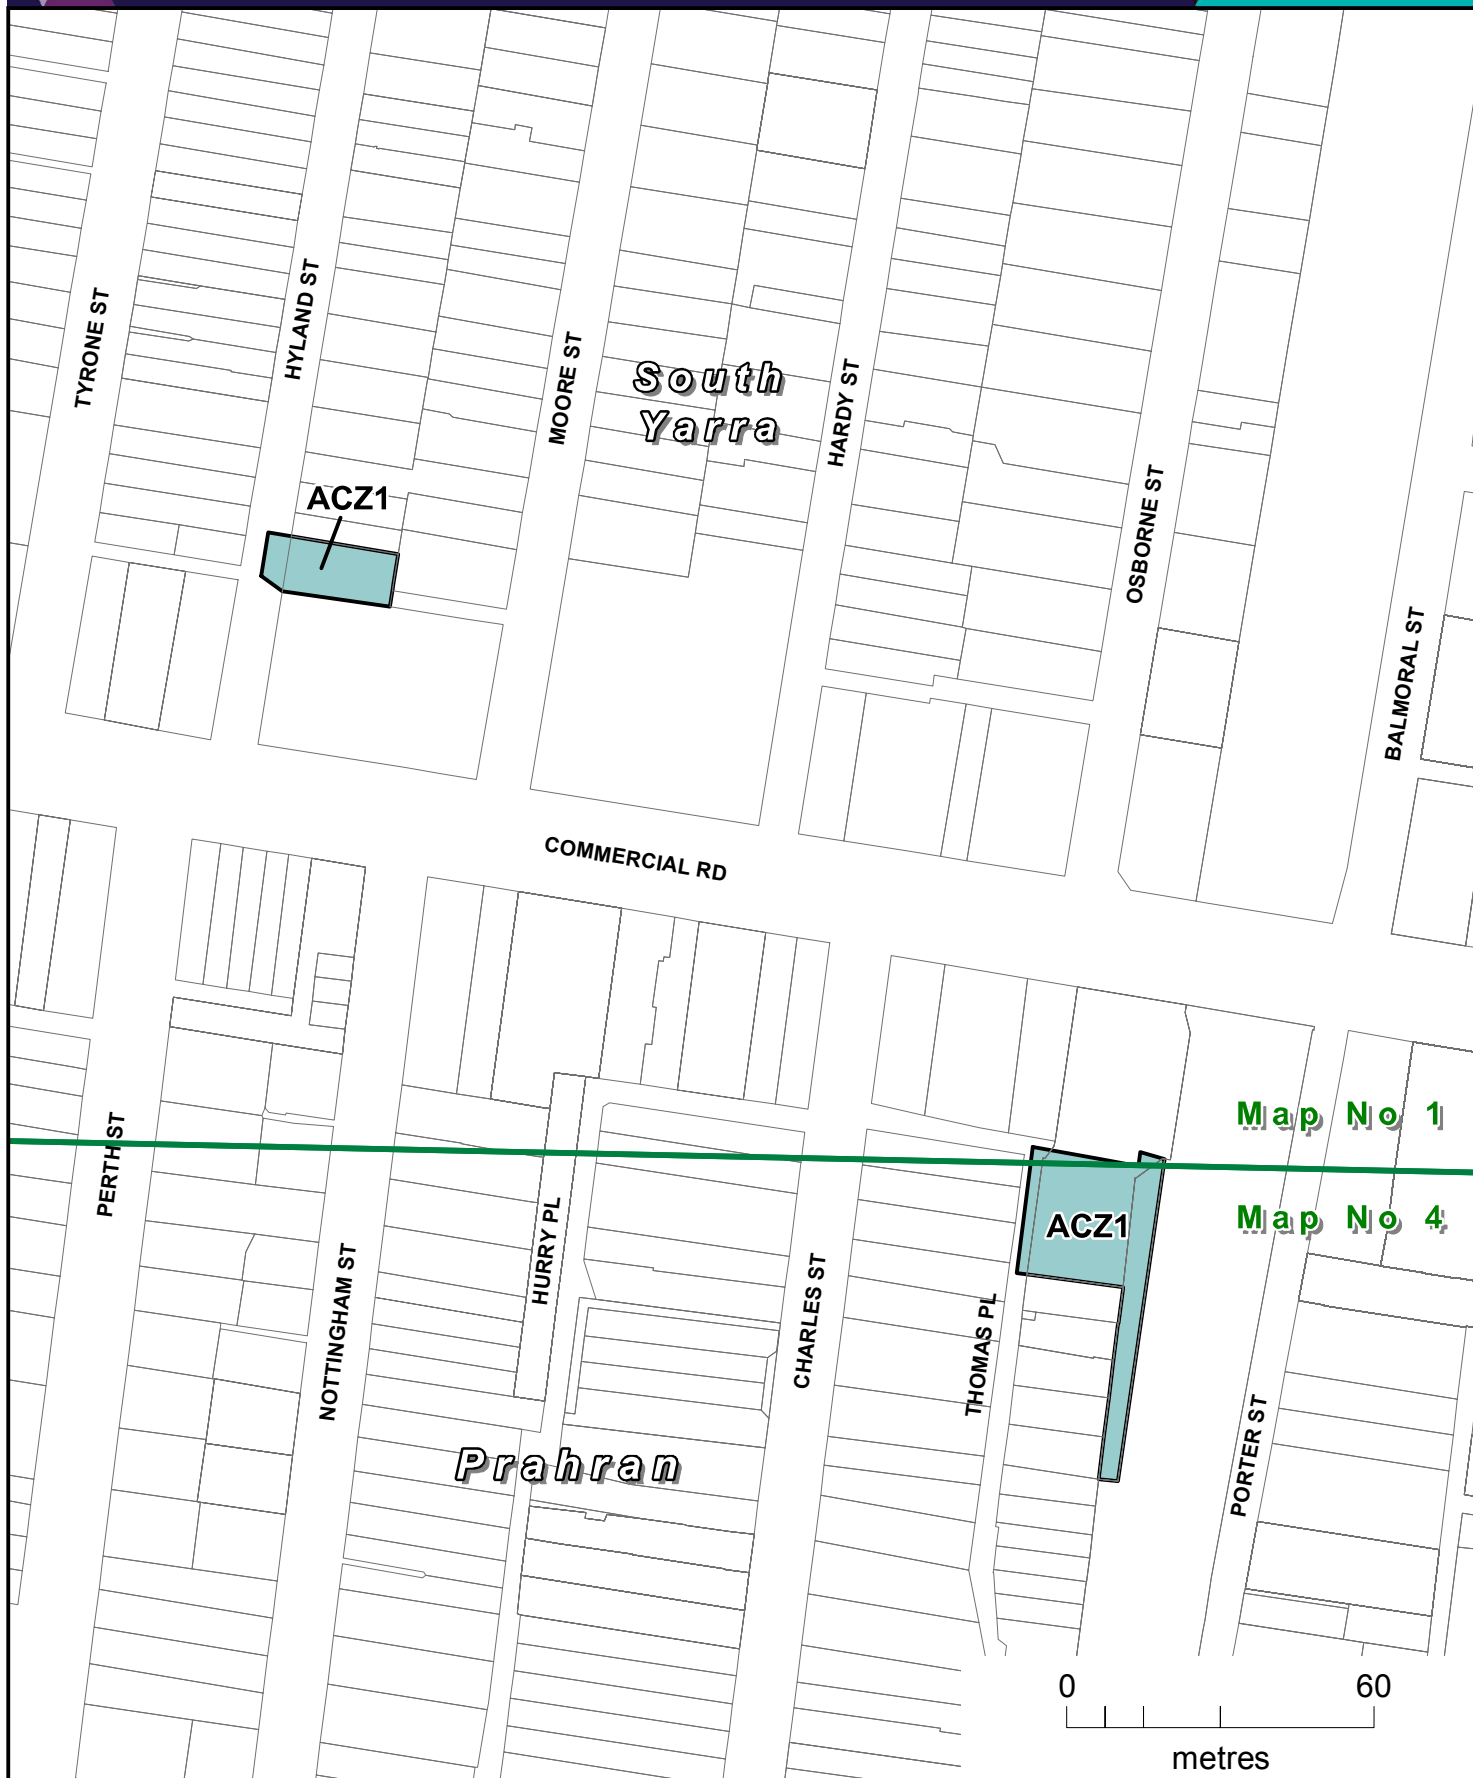 TYRONE ST
HYLAND ST
MOORE ST
South
Yarra
HARDY ST
ACZ1
OSBORNE ST
BALMORAL ST
COMMERCIAL RD
PERTH ST
Map No 1
Map No 4
ACZ1
HURRY PL
NOTTINGHAM ST
CHARLES ST
THOMAS PL
PORTER ST
Prahran
0 60
metres